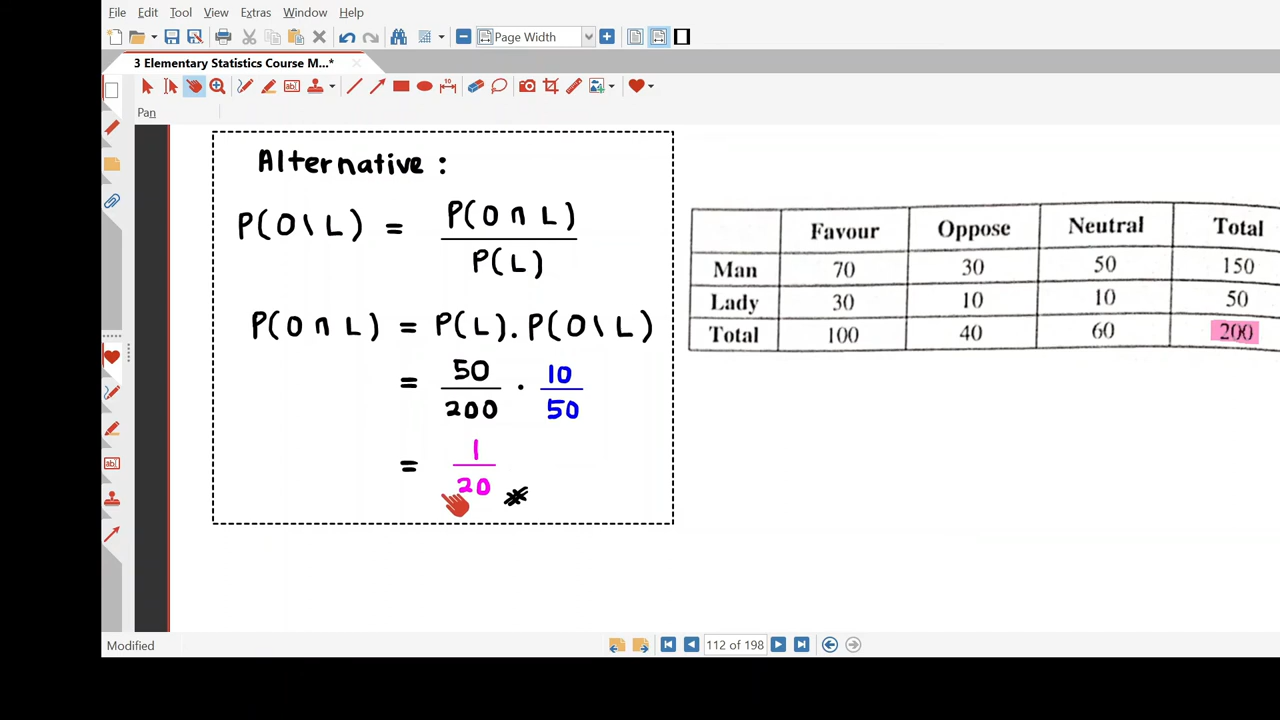 File Edit View Extras Window Help
Page Width
3 Elementary Statistics Course M...*
Pan
Alternative :
P(O \ L) = P(O ∩ L) / P(L)
P(O ∩ L) = P(L) . P(O \ L)
= 50/200 . 10/50
= 1/20 *
Favour Oppose Neutral Total
Man 70 30 50 150
Lady 30 10 10 50
Total 100 40 60 200
Modified
112 of 198